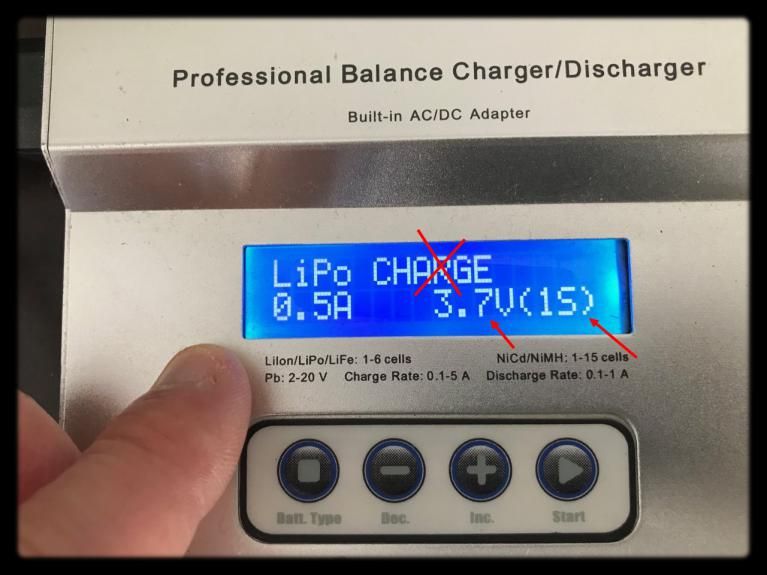 Professional Balance Charger/Discharger
Built-in AC/DC Adapter
LiPo CHARGE
0.5A 3.7V(1S)
LiIon/LiPo/LiFe: 1-6 cells NiCd/NiMH: 1-15 cells
Pb: 2-20 V Charge Rate: 0.1-5 A Discharge Rate: 0.1-1 A
Batt. Type Dec. Inc. Start